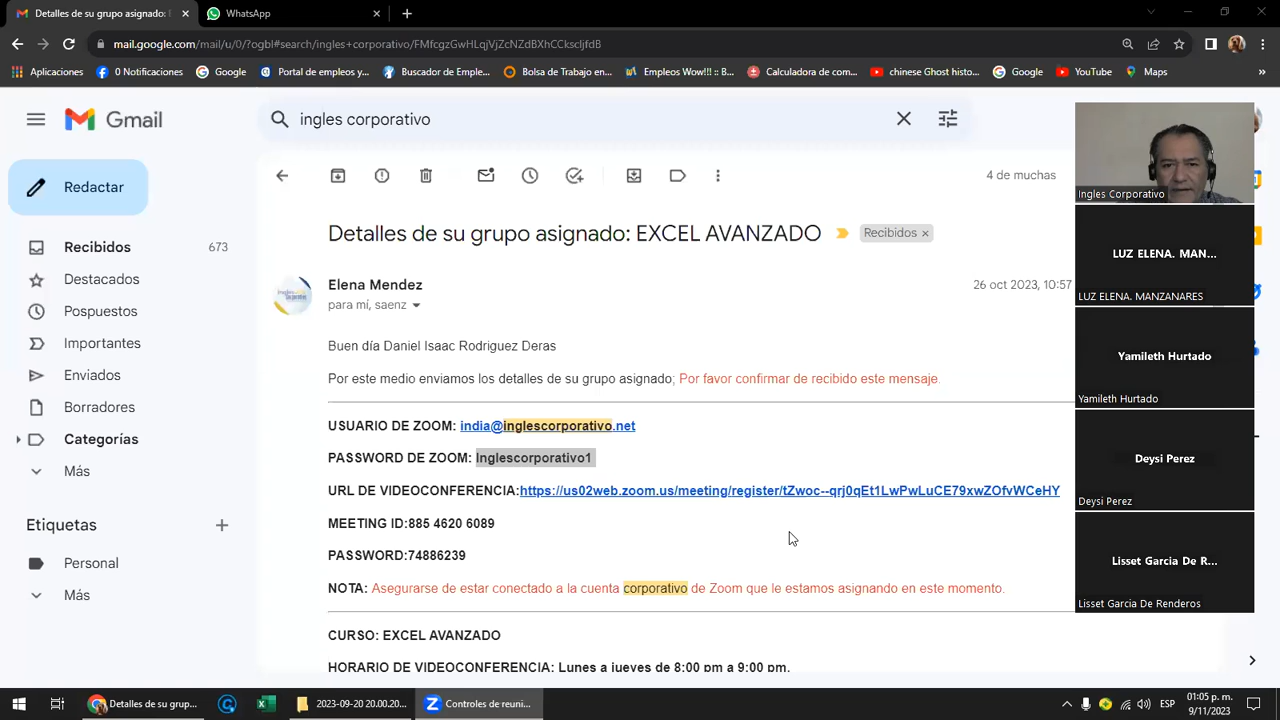 Detalles de su grupo asignado: E
WhatsApp
mail.google.com/mail/u/0/?ogbl#search/ingles+corporativo/FMfcgzGwHLqjVjZcNZdBXhCCkscljfdB
Aplicaciones
0 Notificaciones
Google
Portal de empleos y...
Buscador de Emple...
Bolsa de Trabajo en...
Empleos Wow!!! :: B...
Calculadora de com...
chinese Ghost histo...
Google
YouTube
Maps
»
Gmail
ingles corporativo
Redactar
4 de muchas
Ingles Corporativo
Detalles de su grupo asignado: EXCEL AVANZADO
Recibidos x
Recibidos 673
Destacados
Pospuestos
Importantes
Enviados
Borradores
Categorías
Más
Etiquetas
Personal
Más
Elena Mendez
26 oct 2023, 10:57
para mí, saenz
Buen día Daniel Isaac Rodriguez Deras
Por este medio enviamos los detalles de su grupo asignado; Por favor confirmar de recibido este mensaje.
USUARIO DE ZOOM: india@inglescorporativo.net
PASSWORD DE ZOOM: Inglescorporativo1
URL DE VIDEOCONFERENCIA:https://us02web.zoom.us/meeting/register/tZwoc--qrj0qEt1LwPwLuCE79xwZOfvWCeHY
MEETING ID:885 4620 6089
PASSWORD:74886239
NOTA: Asegurarse de estar conectado a la cuenta corporativo de Zoom que le estamos asignando en este momento.
CURSO: EXCEL AVANZADO
HORARIO DE VIDEOCONFERENCIA: Lunes a jueves de 8:00 pm a 9:00 pm.
LUZ ELENA. MAN...
LUZ ELENA. MANZANARES
Yamileth Hurtado
Yamileth Hurtado
Deysi Perez
Deysi Perez
Lisset Garcia De R...
Lisset Garcia De Renderos
Detalles de su grup...
2023-09-20 20.00.20...
Controles de reuni...
ESP
01:05 p. m.
9/11/2023